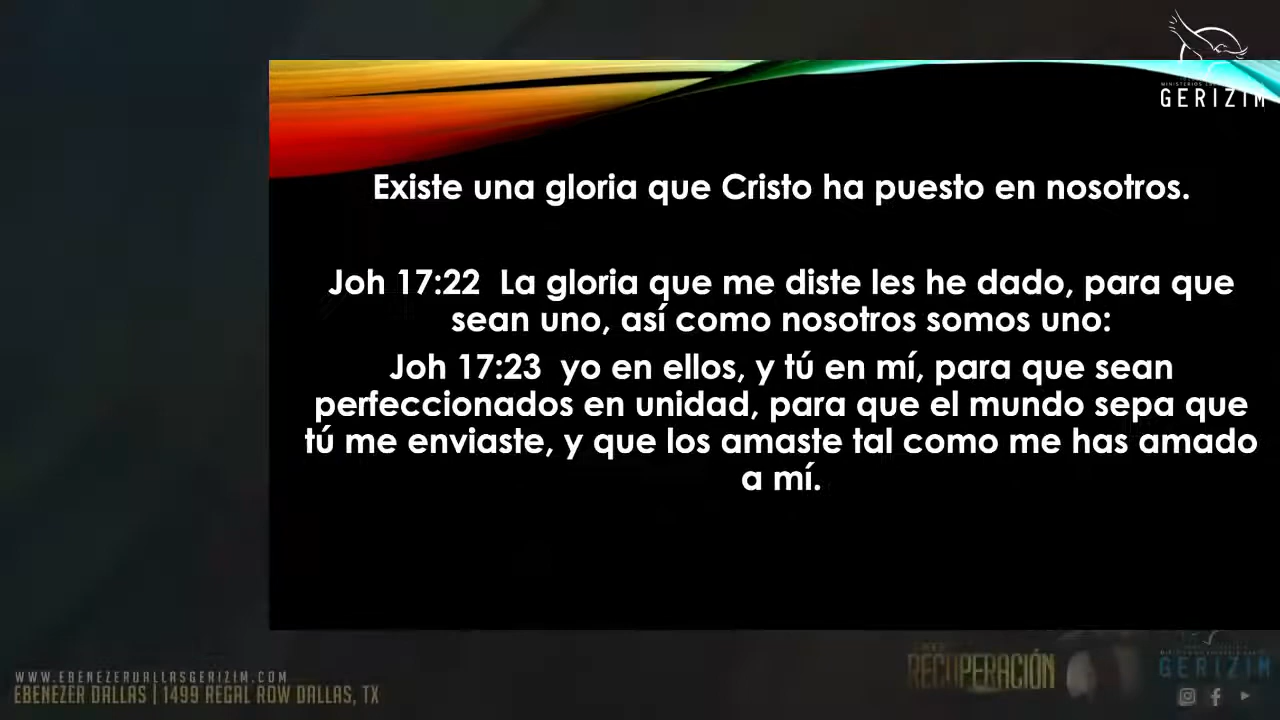 GERIZIM
Existe una gloria que Cristo ha puesto en nosotros.
Joh 17:22  La gloria que me diste les he dado, para que
sean uno, así como nosotros somos uno:
Joh 17:23  yo en ellos, y tú en mí, para que sean
perfeccionados en unidad, para que el mundo sepa que
tú me enviaste, y que los amaste tal como me has amado
a mí.
WWW.EBENEZERDALLASGERIZIM.COM
EBENEZER DALLAS | 1499 REGAL ROW DALLAS, TX
RECUPERACIÓN
GERIZIM